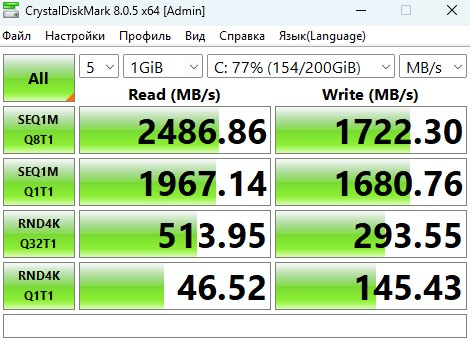 CrystalDiskMark 8.0.5 x64 [Admin]
Файл Настройки Профиль Вид Справка Язык(Language)
All 5 1GiB C: 77% (154/200GiB) MB/s
Read (MB/s) Write (MB/s)
SEQ1M Q8T1 2486.86 1722.30
SEQ1M Q1T1 1967.14 1680.76
RND4K Q32T1 513.95 293.55
RND4K Q1T1 46.52 145.43